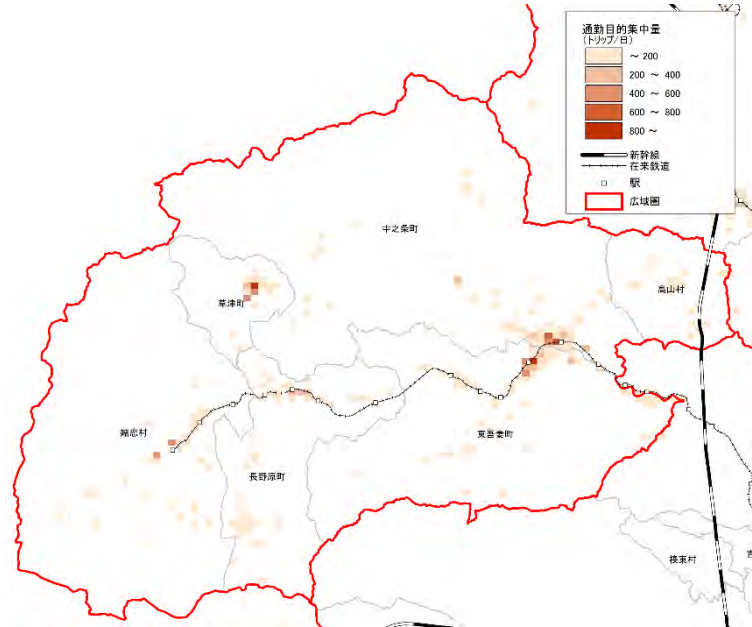 通勤目的集中量
(トリップ/日)
～ 200
200 ～ 400
400 ～ 600
600 ～ 800
800 ～
新幹線
在来鉄道
駅
広域圏
中之条町
高山村
草津町
嬬恋村
長野原町
東吾妻町
榛東村